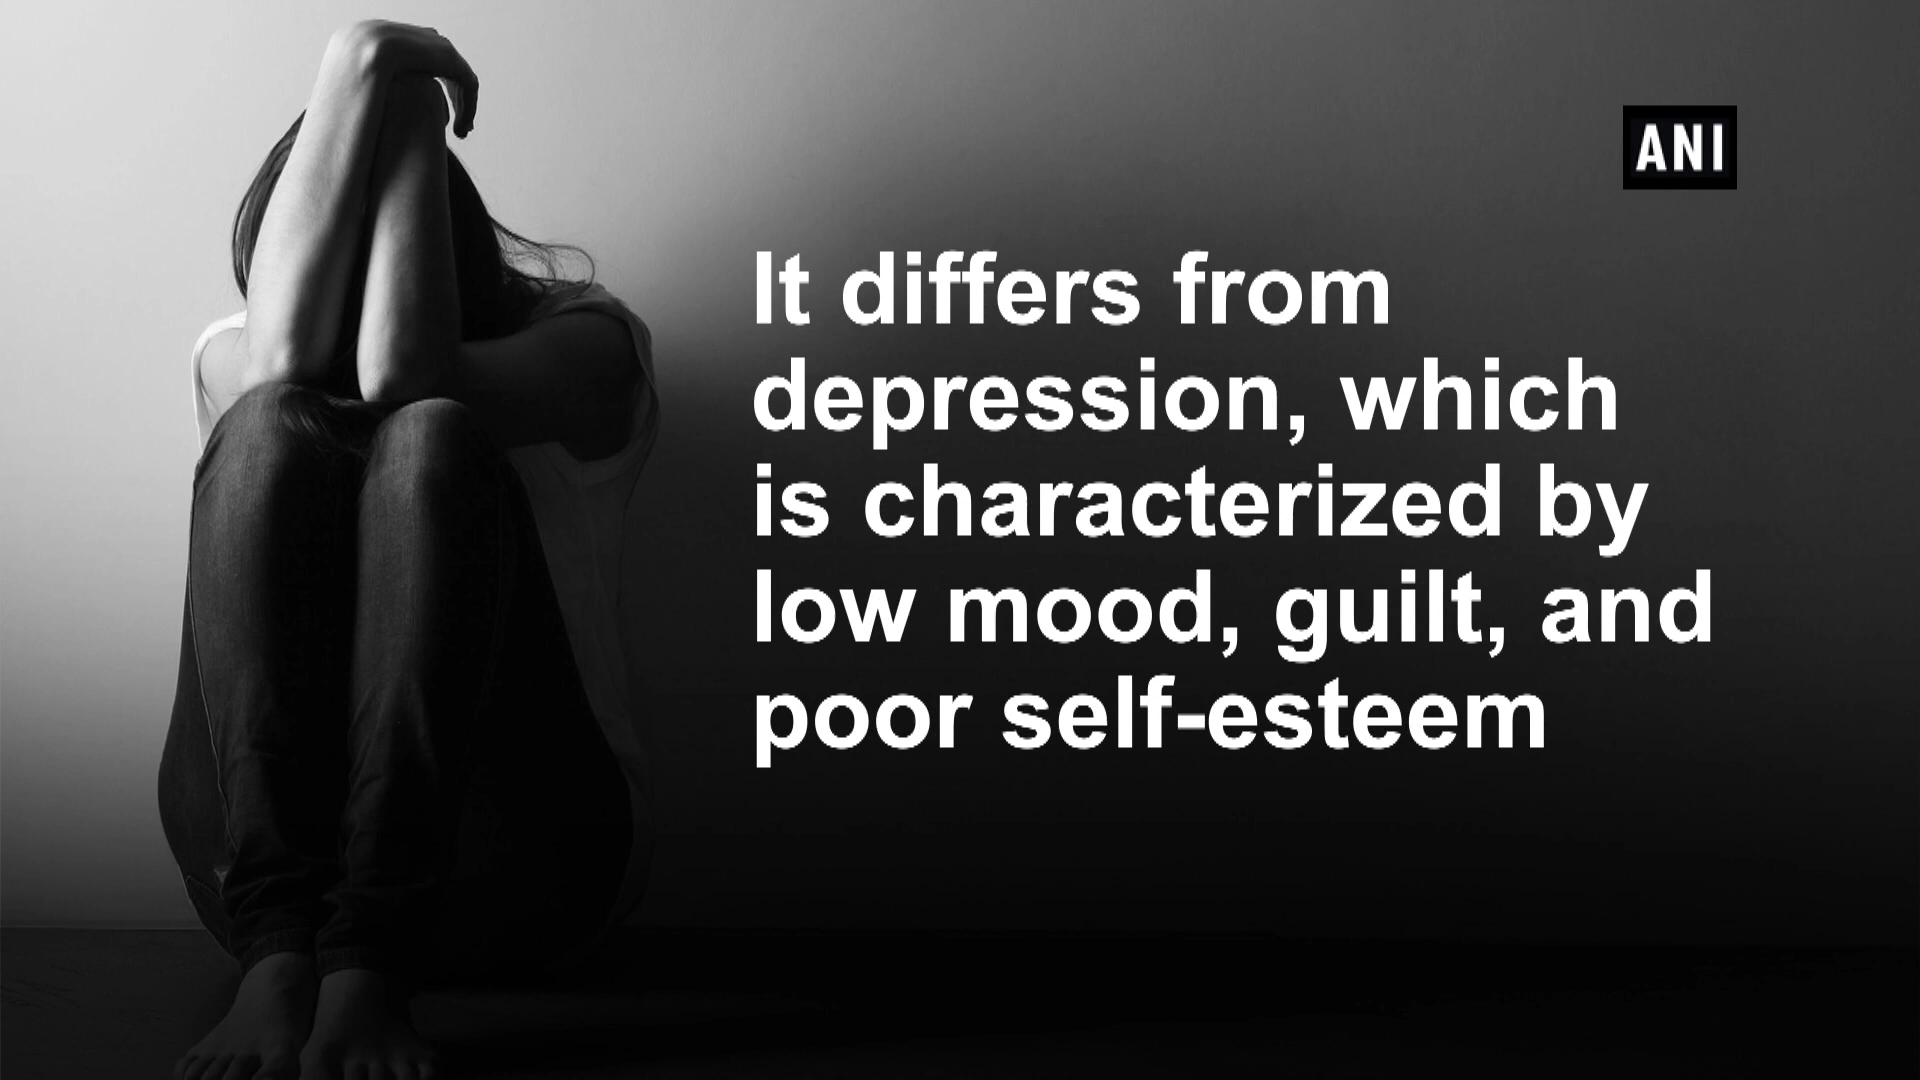 ANI
It differs from
depression, which
is characterized by
low mood, guilt, and
poor self-esteem